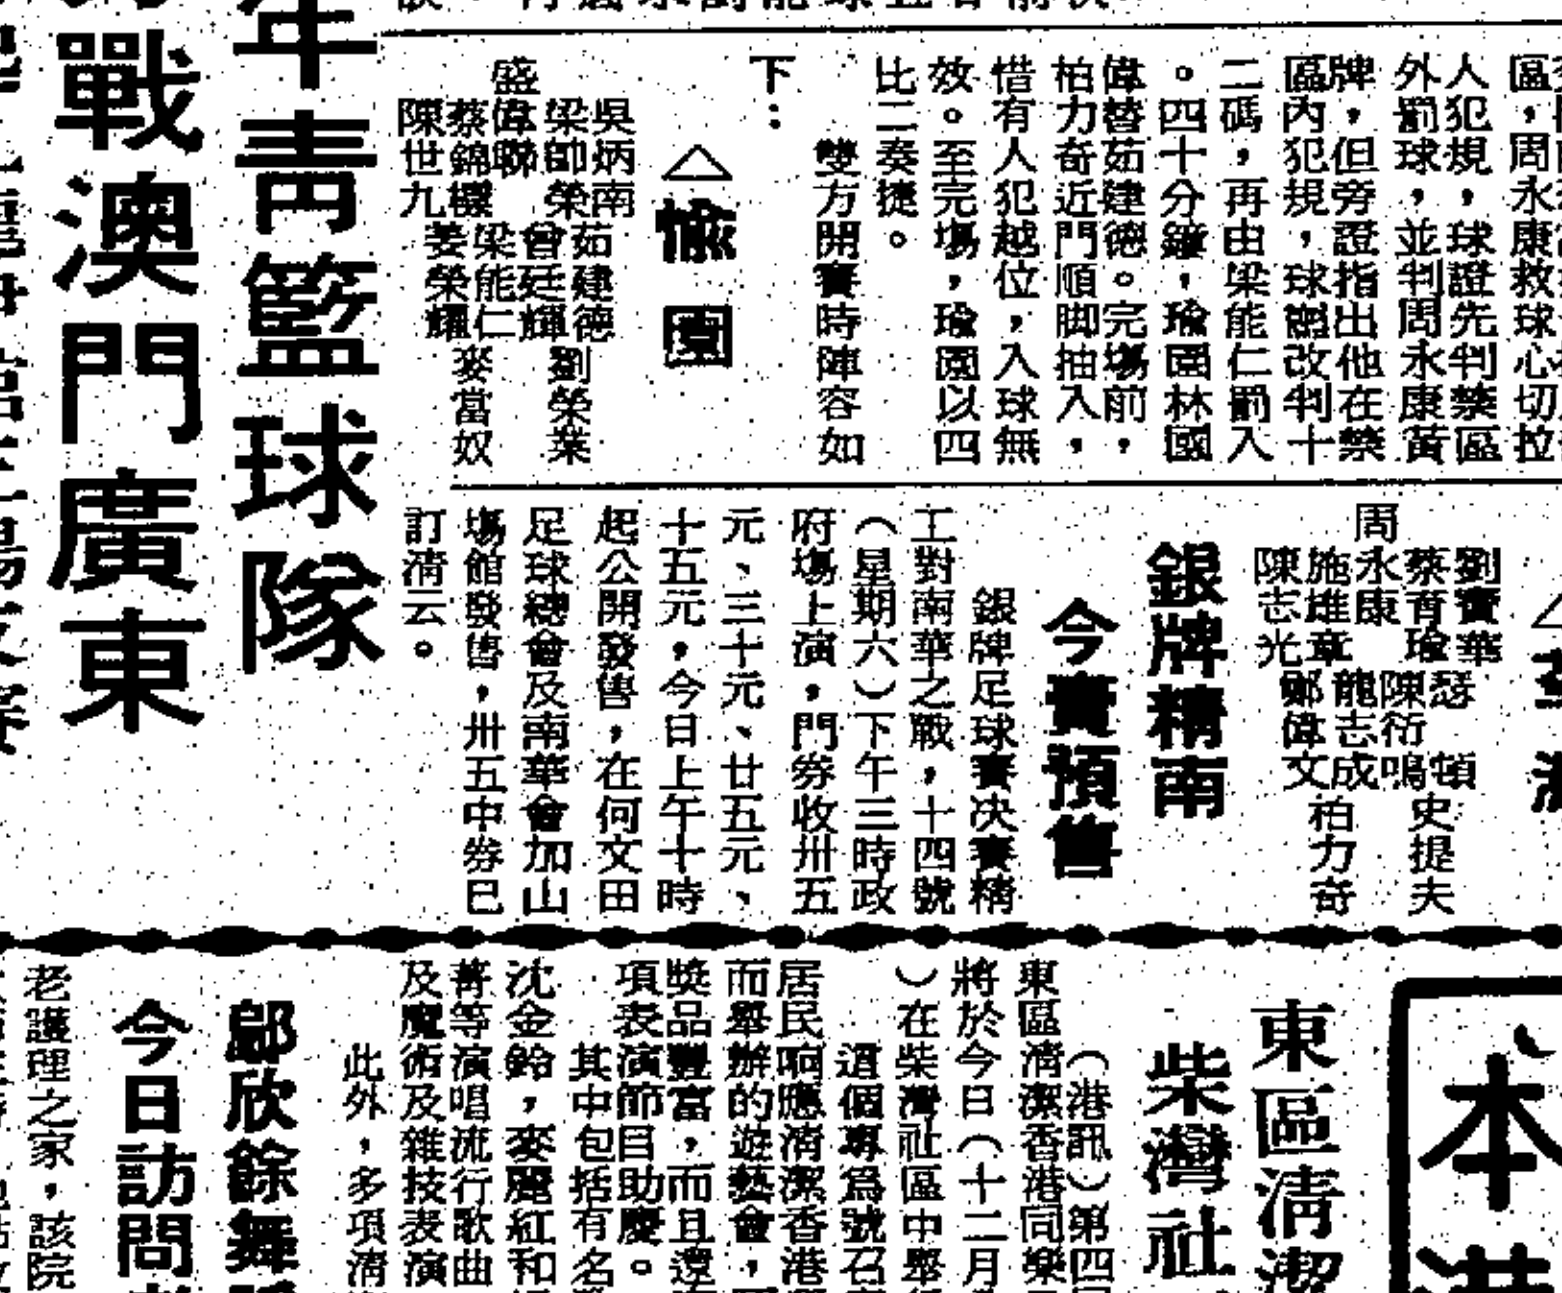 區，周永康救球心切拉
人犯規，球證先判禁區
外罰球，並判周永康黃
牌，但旁證指出他在禁
區內犯規，球證改判十
二碼，再由梁能仁罰入
。四十分鐘，瑜園林國
偉替茹建德。完塲前，
柏力奇近門順脚抽入，
惜有人犯越位，入球無
效。至完塲，瑜園以四
比二奏捷。
雙方開賽時陣容如
下：
△愉園
吳炳南
茹建德
梁帥榮
劉榮業
曾廷輝
盛偉聯
梁能仁
麥當奴
蔡錦
姜榮耀
陳世九
劉寶華
瑟頓
蔡育瑜
史提夫
陳衍鳴
周永康
龍志成
施雄章
柏力奇
鄭偉文
陳志光
銀牌精南
今賽預售
銀牌足球賽决賽精
工對南華之戰，十四號
（星期六）下午三時政
府塲上演，門券收卅五
元、三十元、廿五元、
十五元，今日上午十時
起公開發售，在何文田
足球總會及南華會加山
塲館發售，卅五中券巳
訂清云。
年青籃球隊
戰澳門廣東
本港
東區清潔
柴灣社
（港訊）第四
東區清潔香港同樂
將於今日（十二月
）在柴灣社區中舉
這個專爲號召
居民响應清潔香港
而舉辦的遊藝會，
獎品豐富，而且還
項表演節目助慶。
其中包括有名
沈金鈴，麥麗紅和
菁等演唱流行歌曲
及魔術及雜技表演
此外，多項清
鄔欣餘舞
今日訪問
老護理之家，該院